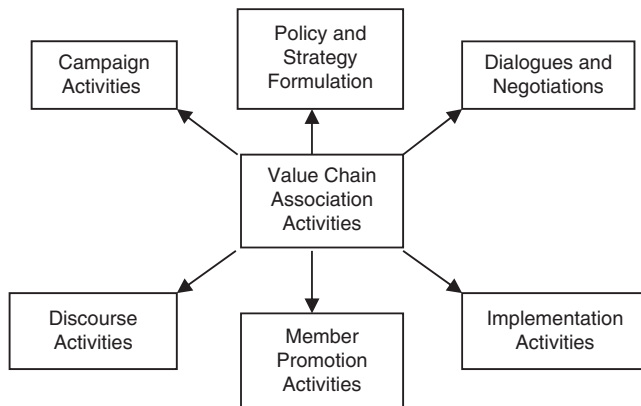 Campaign
Activities
Policy and
Strategy
Formulation
Dialogues and
Negotiations
Value Chain
Association
Activities
Discourse
Activities
Member
Promotion
Activities
Implementation
Activities